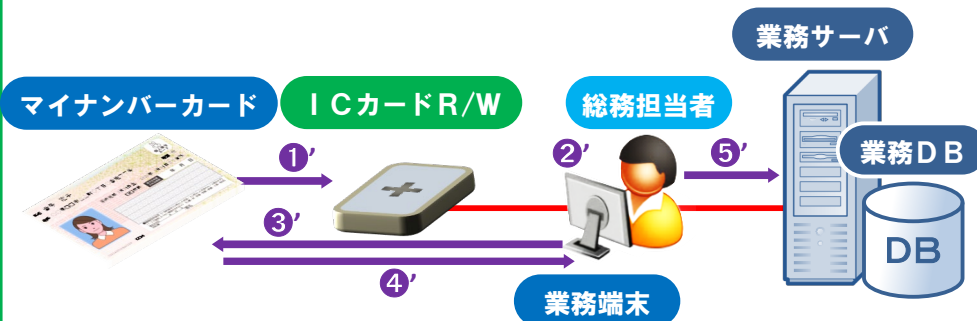 業務サーバ
マイナンバーカード
ICカードR/W
総務担当者
❶’
❷’
❺’
業務DB
❸’
DB
❹’
業務端末